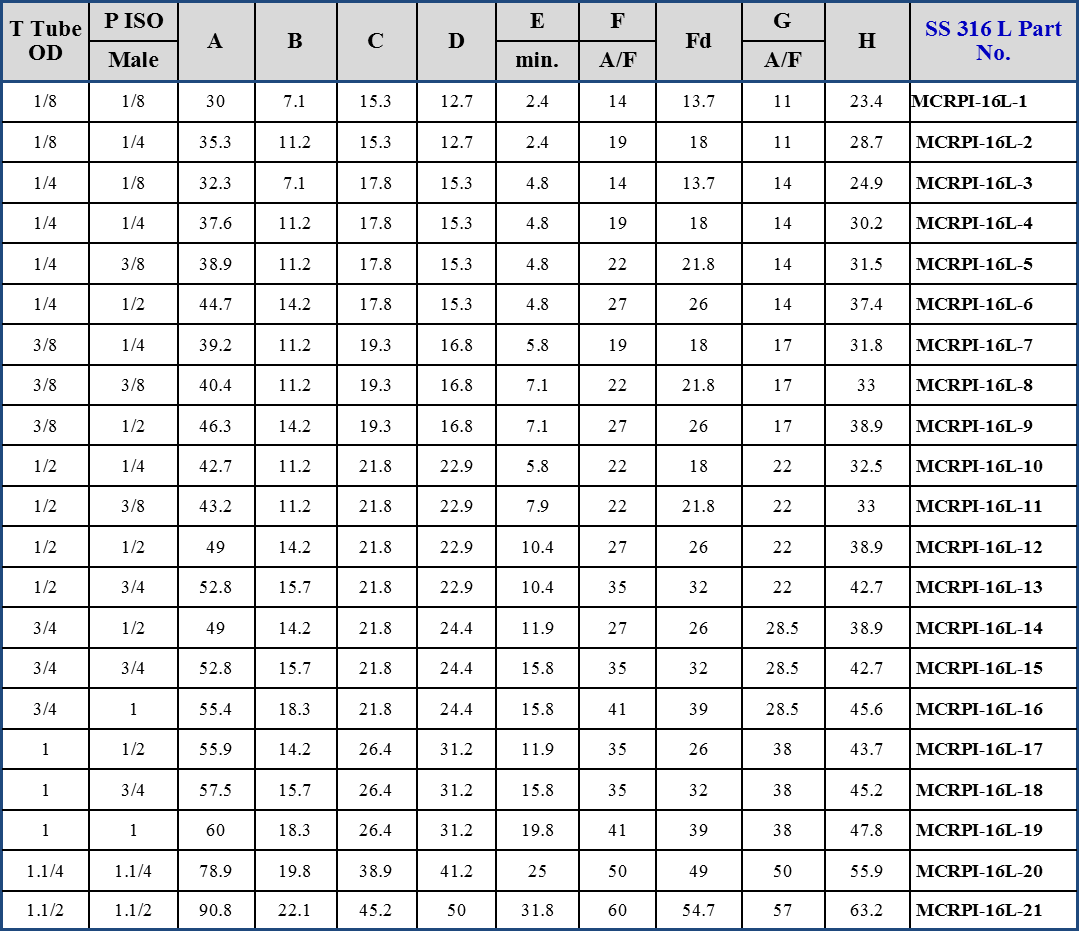 T Tube OD P ISO Male A B C D E min. F A/F Fd G A/F H SS 316 L Part No.
1/8 1/8 30 7.1 15.3 12.7 2.4 14 13.7 11 23.4 MCRPI-16L-1
1/8 1/4 35.3 11.2 15.3 12.7 2.4 19 18 11 28.7 MCRPI-16L-2
1/4 1/8 32.3 7.1 17.8 15.3 4.8 14 13.7 14 24.9 MCRPI-16L-3
1/4 1/4 37.6 11.2 17.8 15.3 4.8 19 18 14 30.2 MCRPI-16L-4
1/4 3/8 38.9 11.2 17.8 15.3 4.8 22 21.8 14 31.5 MCRPI-16L-5
1/4 1/2 44.7 14.2 17.8 15.3 4.8 27 26 14 37.4 MCRPI-16L-6
3/8 1/4 39.2 11.2 19.3 16.8 5.8 19 18 17 31.8 MCRPI-16L-7
3/8 3/8 40.4 11.2 19.3 16.8 7.1 22 21.8 17 33 MCRPI-16L-8
3/8 1/2 46.3 14.2 19.3 16.8 7.1 27 26 17 38.9 MCRPI-16L-9
1/2 1/4 42.7 11.2 21.8 22.9 5.8 22 18 22 32.5 MCRPI-16L-10
1/2 3/8 43.2 11.2 21.8 22.9 7.9 22 21.8 22 33 MCRPI-16L-11
1/2 1/2 49 14.2 21.8 22.9 10.4 27 26 22 38.9 MCRPI-16L-12
1/2 3/4 52.8 15.7 21.8 22.9 10.4 35 32 22 42.7 MCRPI-16L-13
3/4 1/2 49 14.2 21.8 24.4 11.9 27 26 28.5 38.9 MCRPI-16L-14
3/4 3/4 52.8 15.7 21.8 24.4 15.8 35 32 28.5 42.7 MCRPI-16L-15
3/4 1 55.4 18.3 21.8 24.4 15.8 41 39 28.5 45.6 MCRPI-16L-16
1 1/2 55.9 14.2 26.4 31.2 11.9 35 26 38 43.7 MCRPI-16L-17
1 3/4 57.5 15.7 26.4 31.2 15.8 35 32 38 45.2 MCRPI-16L-18
1 1 60 18.3 26.4 31.2 19.8 41 39 38 47.8 MCRPI-16L-19
1.1/4 1.1/4 78.9 19.8 38.9 41.2 25 50 49 50 55.9 MCRPI-16L-20
1.1/2 1.1/2 90.8 22.1 45.2 50 31.8 60 54.7 57 63.2 MCRPI-16L-21